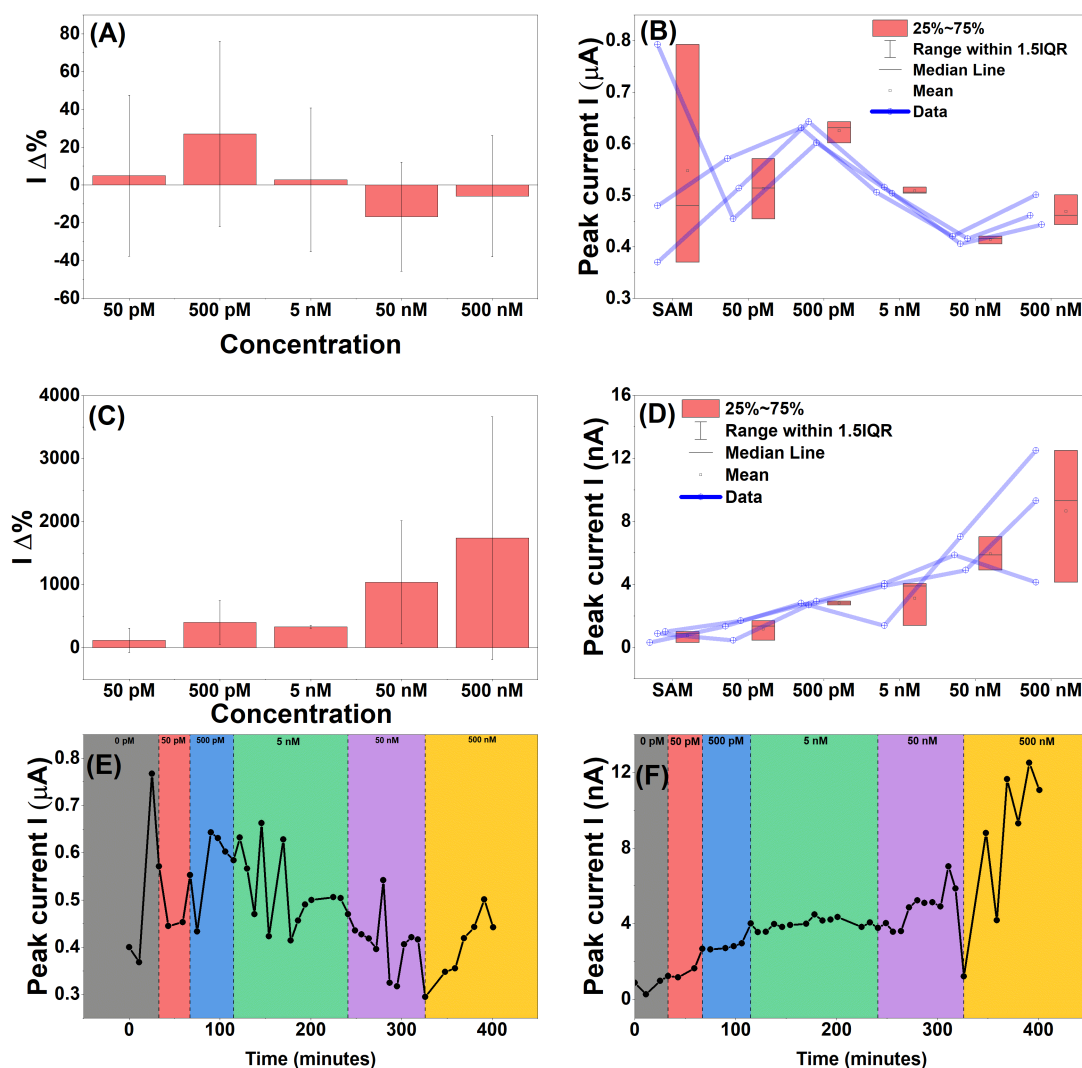 (A)
I Δ%
80
60
40
20
0
-20
-40
-60
50 pM 500 pM 5 nM 50 nM 500 nM
Concentration
(B)
Peak current I (μA)
0.8
0.7
0.6
0.5
0.4
0.3
25%~75%
Range within 1.5IQR
Median Line
Mean
Data
SAM 50 pM 500 pM 5 nM 50 nM 500 nM
(C)
I Δ%
4000
3000
2000
1000
0
50 pM 500 pM 5 nM 50 nM 500 nM
Concentration
(D)
Peak current I (nA)
16
12
8
4
0
25%~75%
Range within 1.5IQR
Median Line
Mean
Data
SAM 50 pM 500 pM 5 nM 50 nM 500 nM
(E)
Peak current I (μA)
0 pM 50 pM 500 pM 5 nM 50 nM 500 nM
0.8
0.7
0.6
0.5
0.4
0.3
0 100 200 300 400
Time (minutes)
(F)
Peak current I (nA)
0 pM 50 pM 500 pM 5 nM 50 nM 500 nM
12
8
4
0
0 100 200 300 400
Time (minutes)